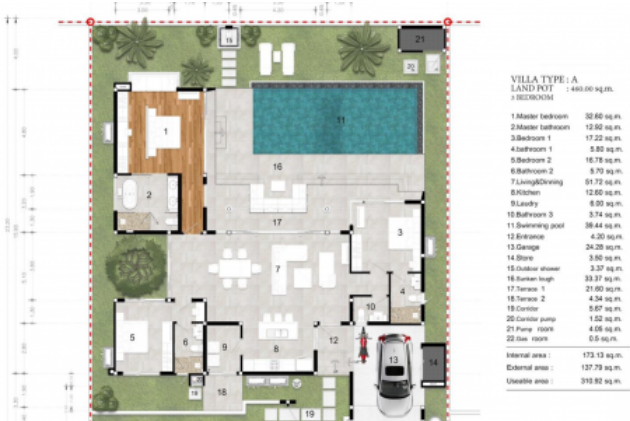 VILLA TYPE : A
LAND POT : 460.00 sq.m.
3 BEDROOM
1.Master bedroom 32.60 sq.m.
2.Master bathroom 12.92 sq.m.
3.Bedroom 1 17.22 sq.m.
4.bathroom 1 5.80 sq.m.
5.Bedroom 2 16.78 sq.m.
6.Bathroom 2 5.70 sq.m.
7.Living&Dinning 51.72 sq.m.
8.Kitchen 12.60 sq.m.
9.Laudry 6.00 sq.m.
10.Bathroom 3 3.74 sq.m.
11.Swimming pool 39.44 sq.m.
12.Entrance 4.20 sq.m.
13.Garage 24.28 sq.m.
14.Store 3.60 sq.m.
15.Outdoor shower 3.37 sq.m.
16.Sunken lough 33.37 sq.m.
17.Terrace 1 21.60 sq.m.
18.Terrace 2 4.34 sq.m.
19.Corridor 5.67 sq.m.
20.Corridor pump 1.52 sq.m.
21.Pump room 4.06 sq.m.
22.Gas room 0.5 sq.m.
Internal area : 173.13 sq.m.
External area : 137.79 sq.m.
Useable area : 310.92 sq.m.
15
21
20
1
11
16
2
17
3
7
4
5
10
6
9
8
12
13
14
18
19